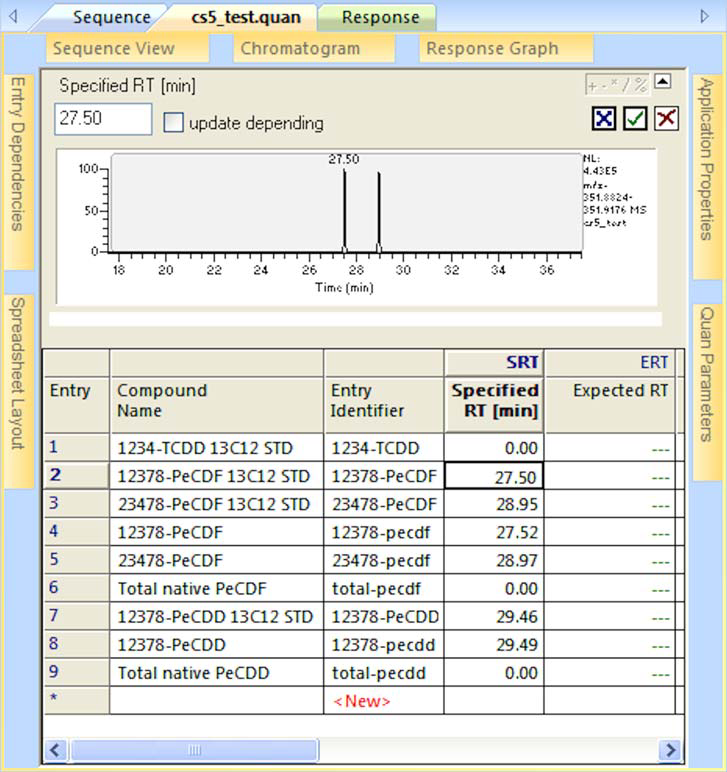 Sequence cs5_test.quan Response
Sequence View Chromatogram Response Graph
Entry Dependencies
Spreadsheet Layout
Application Properties
Quan Parameters
Specified RT [min]
+ - * / %
27.50 update depending
27.50
100
50
0
18 20 22 24 26 28 30 32 34 36
Time (min)
NL:
4.43E5
m/z=
351.8824-
351.9176 MS
cs5_test
SRT ERT
Entry Compound Name Entry Identifier Specified RT [min] Expected RT
1 1234-TCDD 13C12 STD 1234-TCDD 0.00 ---
2 12378-PeCDF 13C12 STD 12378-PeCDF 27.50 ---
3 23478-PeCDF 13C12 STD 23478-PeCDF 28.95 ---
4 12378-PeCDF 12378-pecdf 27.52 ---
5 23478-PeCDF 23478-pecdf 28.97 ---
6 Total native PeCDF total-pecdf 0.00 ---
7 12378-PeCDD 13C12 STD 12378-PeCDD 29.46 ---
8 12378-PeCDD 12378-pecdd 29.49 ---
9 Total native PeCDD total-pecdd 0.00 ---
* <New>